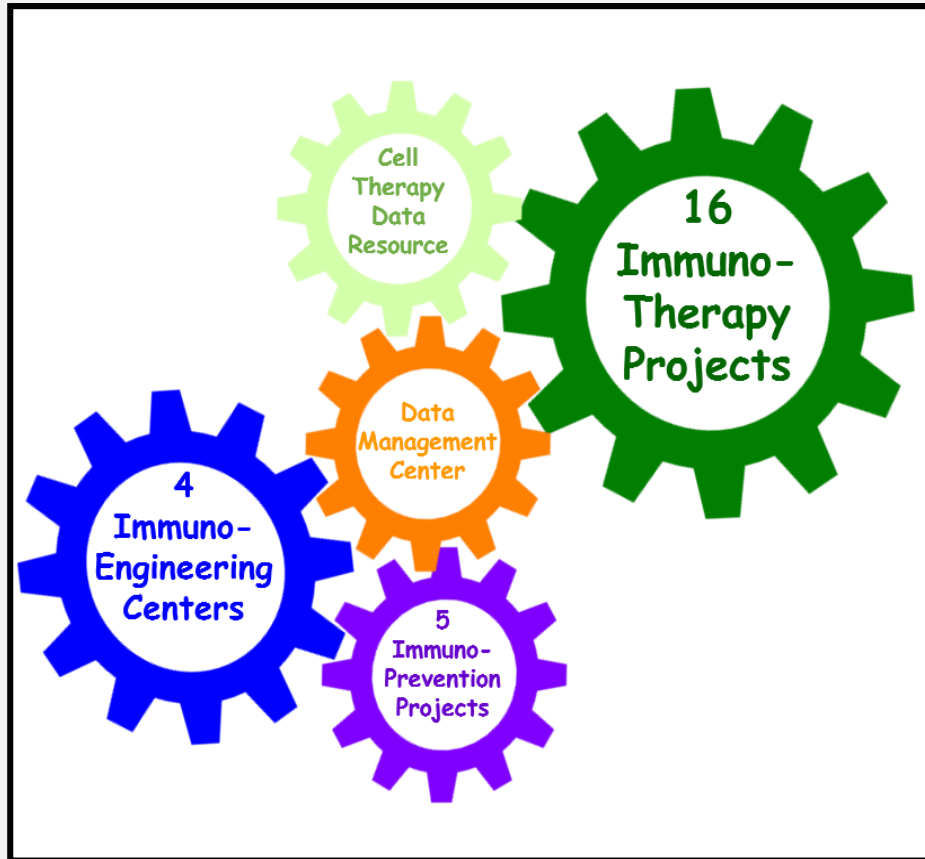 Cell
Therapy
Data
Resource
16
Immuno-
Therapy
Projects
Data
Management
Center
4
Immuno-
Engineering
Centers
5
Immuno-
Prevention
Projects